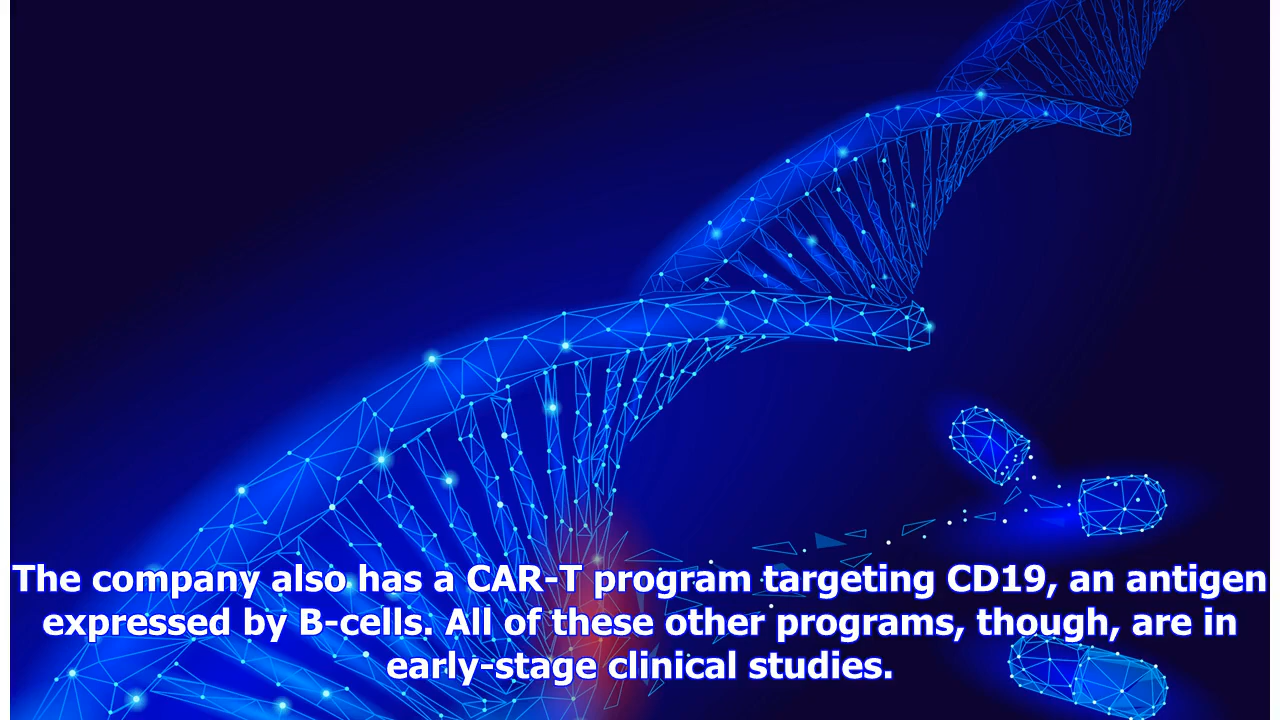 The company also has a CAR-T program targeting CD19, an antigen
expressed by B-cells. All of these other programs, though, are in
early-stage clinical studies.